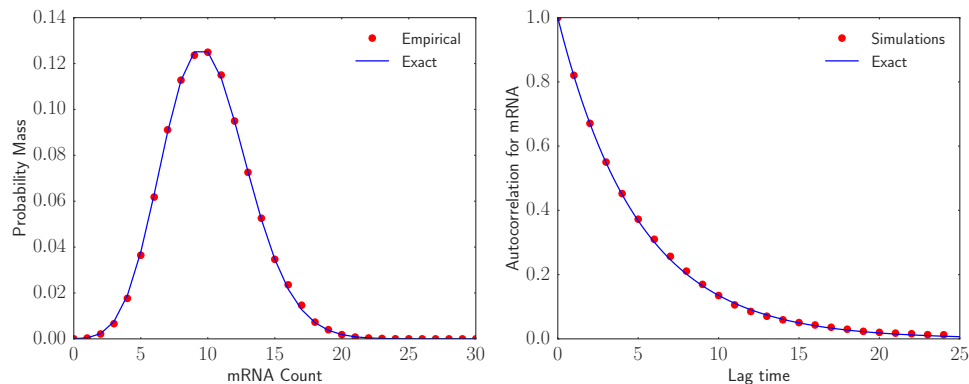 0.14
0.12
0.10
0.08
0.06
0.04
0.02
0.00
Probability Mass
0 5 10 15 20 25 30
mRNA Count
Empirical
Exact
1.0
0.8
0.6
0.4
0.2
0.0
Autocorrelation for mRNA
0 5 10 15 20 25
Lag time
Simulations
Exact